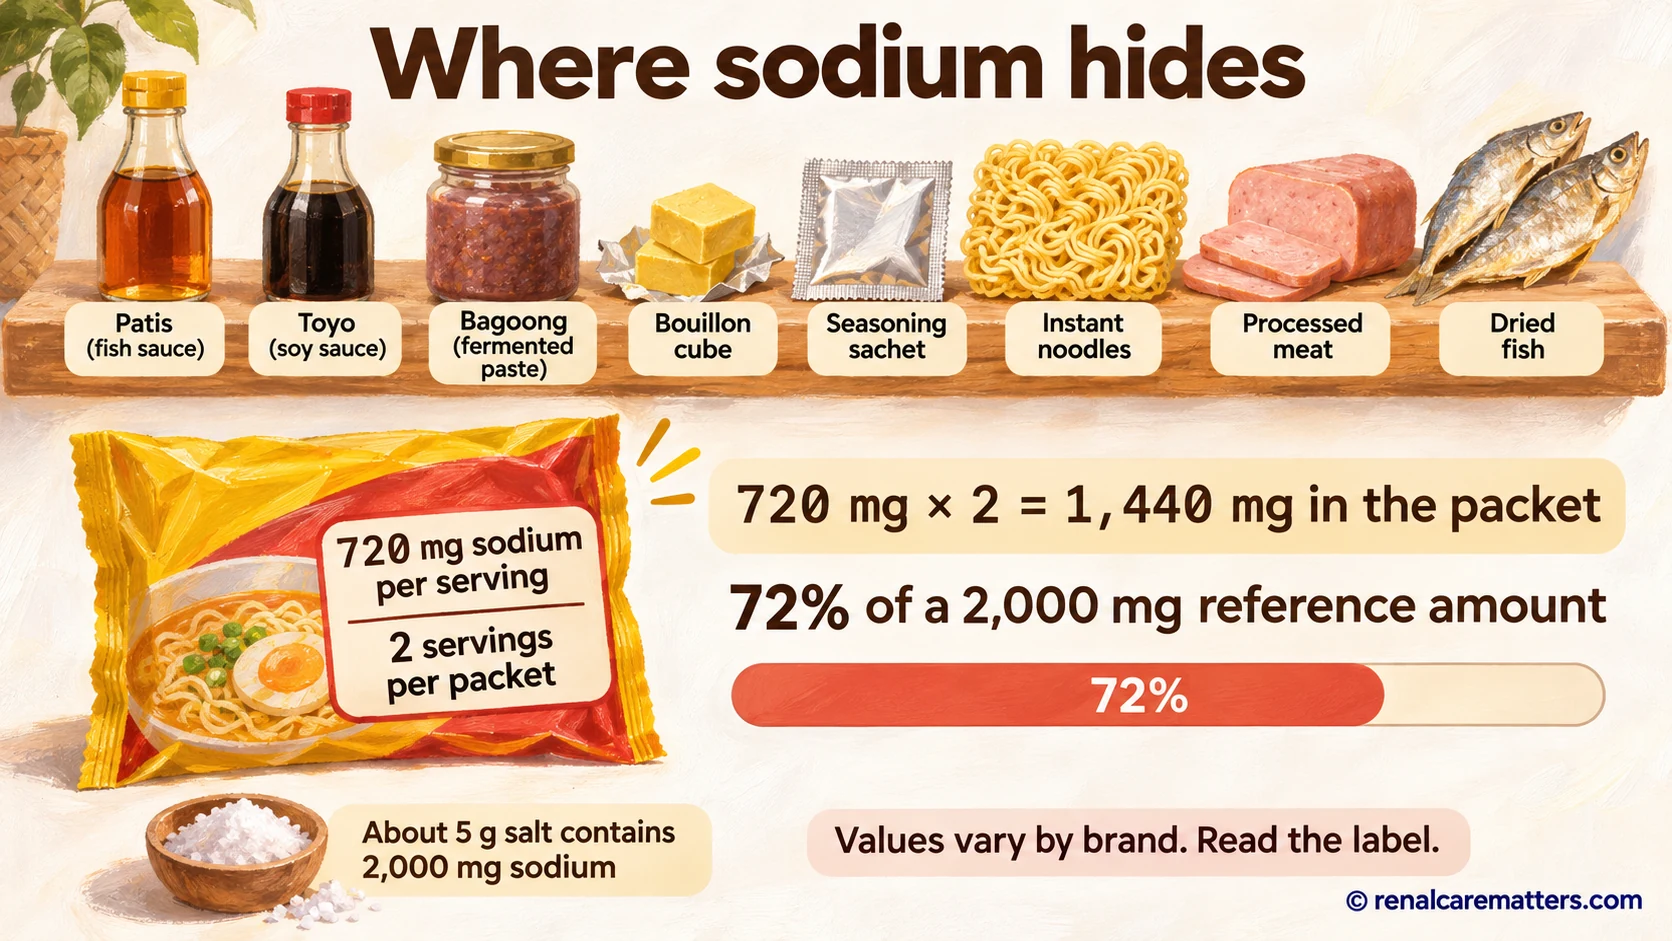 Where sodium hides
Patis
(fish sauce)
Toyo
(soy sauce)
Bagoong
(fermented
paste)
Bouillon
cube
Seasoning
sachet
Instant
noodles
Processed
meat
Dried
fish
720 mg sodium
per serving
2 servings
per packet
720 mg × 2 = 1,440 mg in the packet
72% of a 2,000 mg reference amount
72%
About 5 g salt contains
2,000 mg sodium
Values vary by brand. Read the label.
© renalcarematters.com